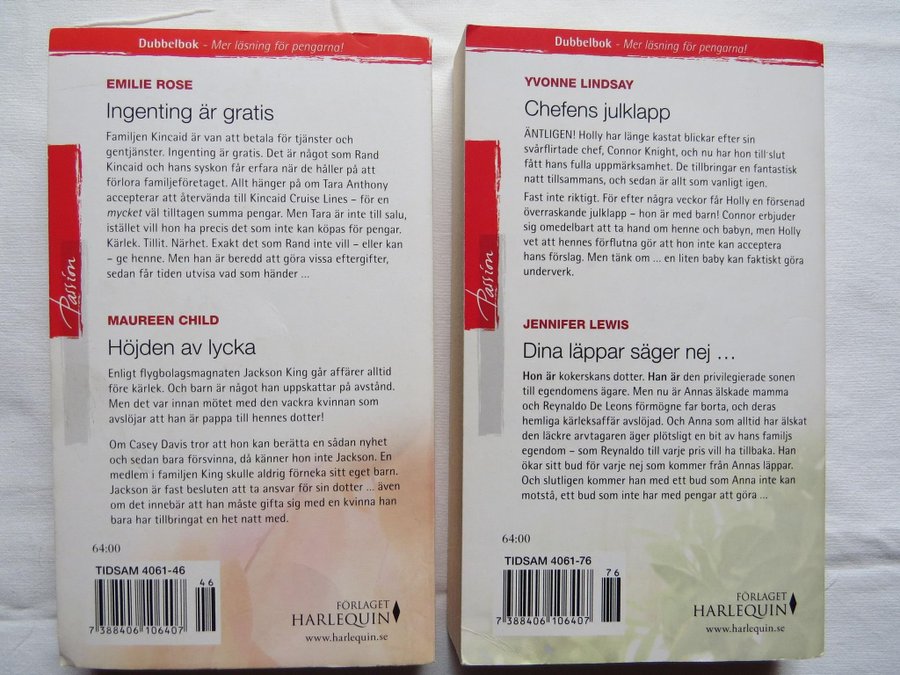 Dubbelbok - Mer läsning för pengarna!
EMILIE ROSE
Ingenting är gratis
Familjen Kincaid är van att betala för tjänster och
gentjänster. Ingenting är gratis. Det är något som Rand
Kincaid och hans syskon får erfara när de håller på att
förlora familjeföretaget. Allt hänger på om Tara Anthony
accepterar att återvända till Kincaid Cruise Lines – för en
mycket väl tilltagen summa pengar. Men Tara är inte till salu,
istället vill hon ha precis det som inte kan köpas för pengar.
Kärlek. Tillit. Närhet. Exakt det som Rand inte vill – eller kan
– ge henne. Men han är beredd att göra vissa eftergifter,
sedan får tiden utvisa vad som händer ...
Passion
MAUREEN CHILD
Höjden av lycka
Enligt flygbolagsmagnaten Jackson King går affärer alltid
före kärlek. Och barn är något han uppskattar på avstånd.
Men det var innan mötet med den vackra kvinnan som
avslöjar att han är pappa till hennes dotter!
Om Casey Davis tror att hon kan berätta en sådan nyhet
och sedan bara försvinna, då känner hon inte Jackson. En
medlem i familjen King skulle aldrig förneka sitt eget barn.
Jackson är fast besluten att ta ansvar för sin dotter ... även
om det innebär att han måste gifta sig med en kvinna han
bara har tillbringat en het natt med.
64:00
TIDSAM 4061-46
46
7 388406 106407
FÖRLAGET
HARLEQUIN
www.harlequin.se
Dubbelbok - Mer läsning för pengarna!
YVONNE LINDSAY
Chefens julklapp
ÄNTLIGEN! Holly har länge kastat blickar efter sin
svårflirtade chef, Connor Knight, och nu har hon till slut
fått hans fulla uppmärksamhet. De tillbringar en fantastisk
natt tillsammans, och sedan är allt som vanligt igen.
Fast inte riktigt. För efter några veckor får Holly en försenad
överraskande julklapp – hon är med barn! Connor erbjuder
sig omedelbart att ta hand om henne och babyn, men Holly
vet att hennes förflutna gör att hon inte kan acceptera
hans förslag. Men tänk om ... en liten baby kan faktiskt göra
underverk.
Passion
JENNIFER LEWIS
Dina läppar säger nej ...
Hon är kokerskans dotter. Han är den privilegierade sonen
till egendomens ägare. Men nu är Annas älskade mamma
och Reynaldo De Leons förmögne far borta, och deras
hemliga kärleksaffär avslöjad. Och Anna som alltid har älskat
den läckre arvtagaren äger plötsligt en bit av hans familjs
egendom – som Reynaldo till varje pris vill ha tillbaka. Han
ökar sitt bud för varje nej som kommer från Annas läppar.
Och slutligen kommer han med ett bud som Anna inte kan
motstå, ett bud som inte har med pengar att göra ...
64:00
TIDSAM 4061-76
76
7 388406 106407
FÖRLAGET
HARLEQUIN
www.harlequin.se